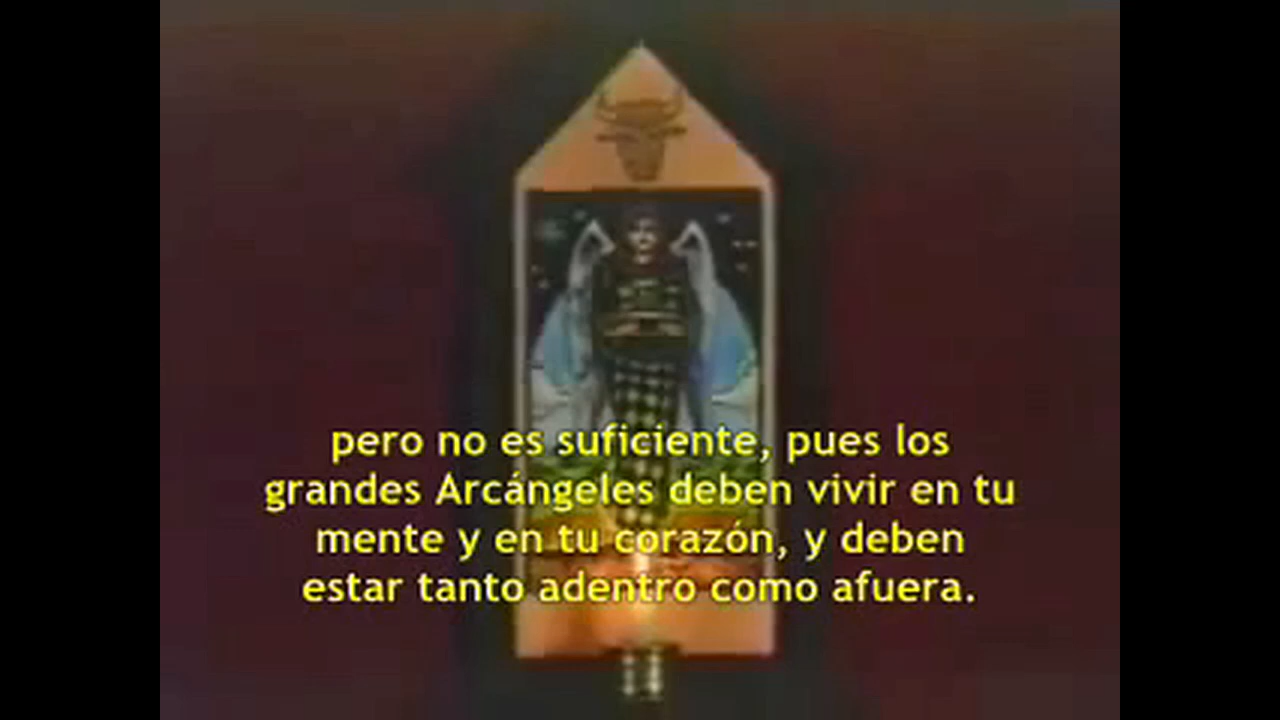 pero no es suficiente, pues los
grandes Arcángeles deben vivir en tu
mente y en tu corazón, y deben
estar tanto adentro como afuera.